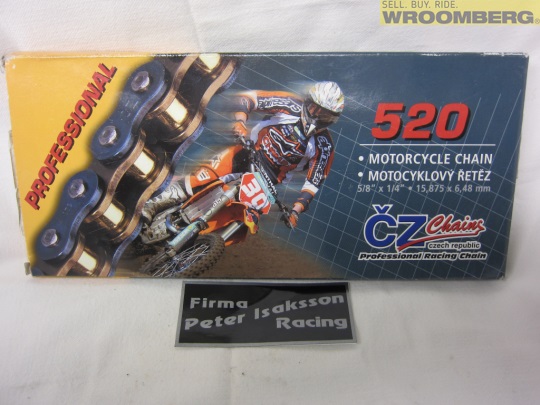 SELL. BUY. RIDE.
WROOMBERG
PROFESSIONAL
520
• MOTORCYCLE CHAIN
• MOTOCYKLOVÝ ŘETĚZ
5/8" x 1/4" • 15,875 x 6,48 mm
ČZ Chains
czech republic
Professional Racing Chain
30
Firma
Peter Isaksson
Racing